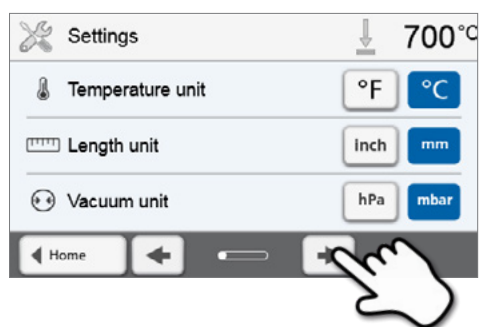 Settings 700°C
Temperature unit °F °C
Length unit inch mm
Vacuum unit hPa mbar
Home